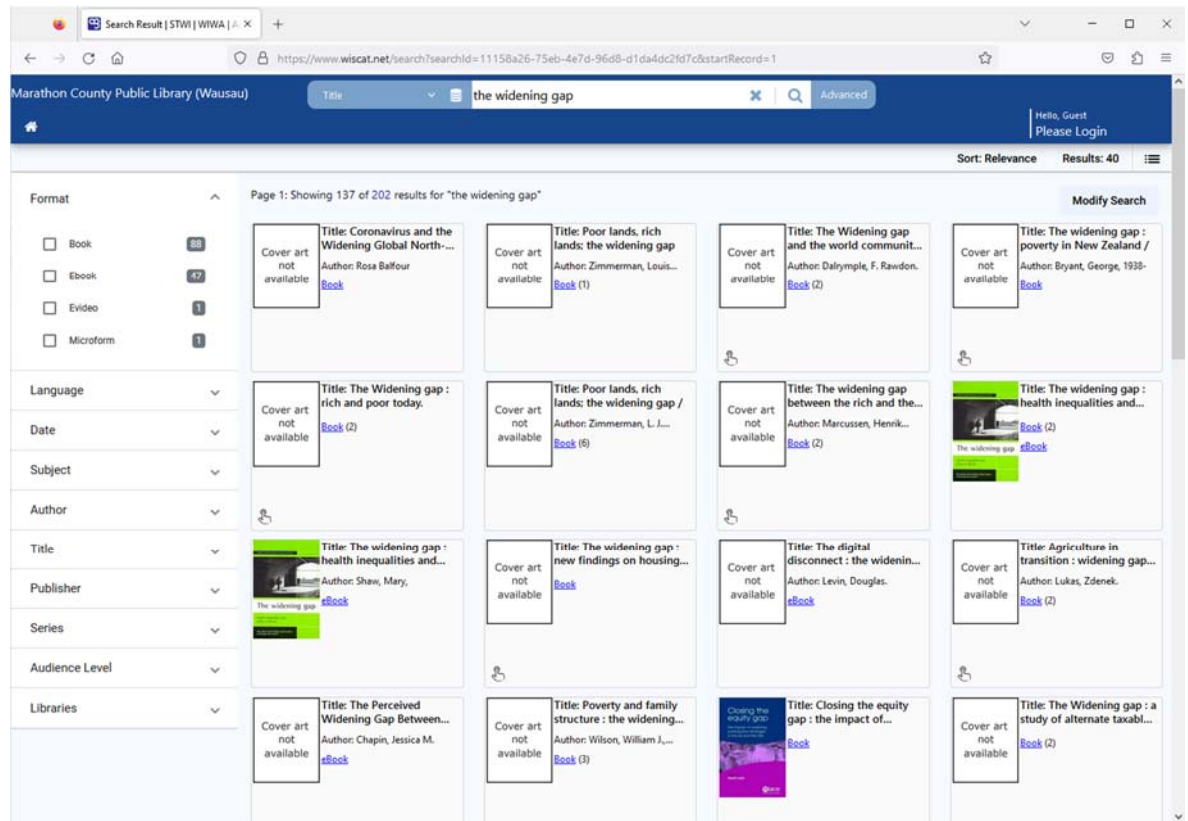 Search Result | STWI | WIWA | A
https://www.wiscat.net/search?searchId=11158a26-75eb-4e7d-96d8-d1da4dc2fd7c&startRecord=1
Marathon County Public Library (Wausau)
Title
the widening gap
Advanced
Hello, Guest
Please Login
Sort: Relevance Results: 40
Format
Book 88
Ebook 47
Evideo 1
Microform 1
Language
Date
Subject
Author
Title
Publisher
Series
Audience Level
Libraries
Page 1: Showing 137 of 202 results for "the widening gap"
Modify Search
Cover art
not
available
Title: Coronavirus and the
Widening Global North-...
Author: Rosa Balfour
Book
Cover art
not
available
Title: Poor lands, rich
lands; the widening gap
Author: Zimmerman, Louis...
Book (1)
Cover art
not
available
Title: The Widening gap
and the world communit...
Author: Dalrymple, F. Rawdon.
Book (2)
Cover art
not
available
Title: The widening gap :
poverty in New Zealand /
Author: Bryant, George, 1938-
Book
Cover art
not
available
Title: The Widening gap :
rich and poor today.
Book (2)
Cover art
not
available
Title: Poor lands, rich
lands; the widening gap /
Author: Zimmerman, L. J....
Book (6)
Cover art
not
available
Title: The widening gap
between the rich and the...
Author: Marcussen, Henrik...
Book (2)
The widening gap
Title: The widening gap :
health inequalities and...
Book (2)
eBook
The widening gap
Title: The widening gap :
health inequalities and...
Author: Shaw, Mary,
eBook
Cover art
not
available
Title: The widening gap :
new findings on housing...
Book
Cover art
not
available
Title: The digital
disconnect : the widenin...
Author: Levin, Douglas.
eBook
Cover art
not
available
Title: Agriculture in
transition : widening gap...
Author: Lukas, Zdenek.
Book (2)
Cover art
not
available
Title: The Perceived
Widening Gap Between...
Author: Chapin, Jessica M.
eBook
Cover art
not
available
Title: Poverty and family
structure : the widening...
Author: Wilson, William J.,...
Book (3)
Closing the
equity gap
Title: Closing the equity
gap : the impact of...
Book
Cover art
not
available
Title: The Widening gap : a
study of alternate taxabl...
Book (2)